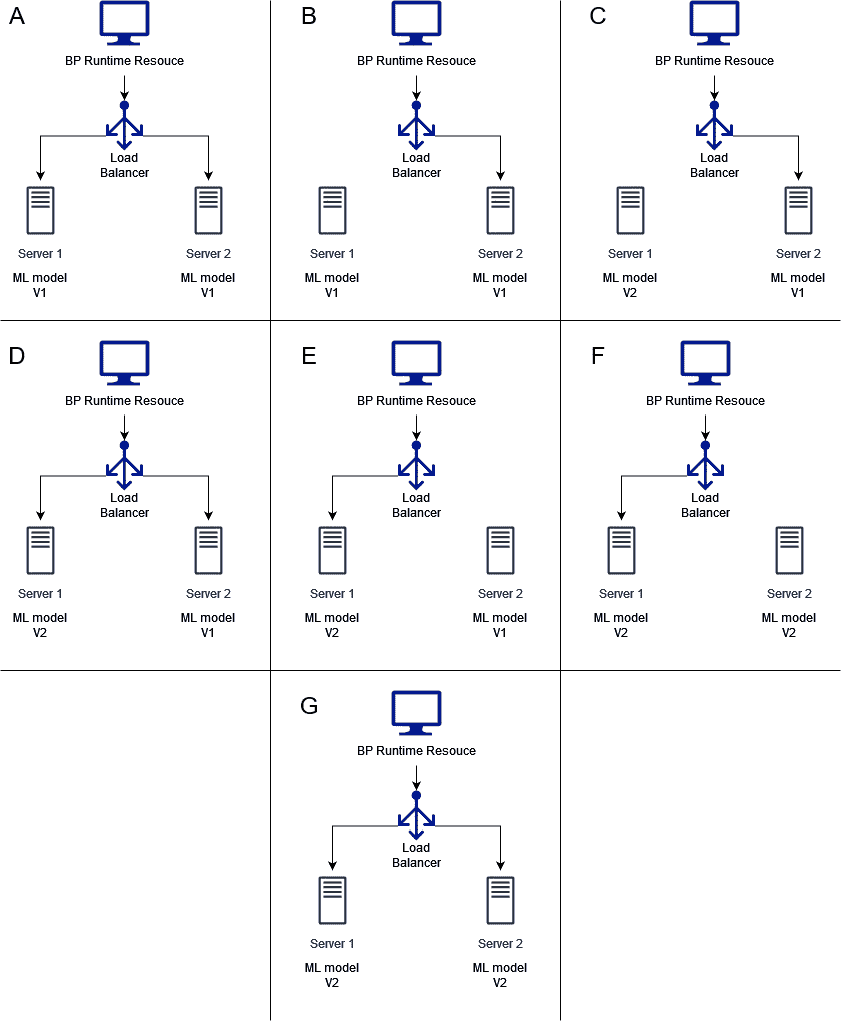 A
BP Runtime Resouce
Load
Balancer
Server 1
Server 2
ML model
V1
ML model
V1
B
BP Runtime Resouce
Load
Balancer
Server 1
Server 2
ML model
V1
ML model
V1
C
BP Runtime Resouce
Load
Balancer
Server 1
Server 2
ML model
V2
ML model
V1
D
BP Runtime Resouce
Load
Balancer
Server 1
Server 2
ML model
V2
ML model
V1
E
BP Runtime Resouce
Load
Balancer
Server 1
Server 2
ML model
V2
ML model
V1
F
BP Runtime Resouce
Load
Balancer
Server 1
Server 2
ML model
V2
ML model
V2
G
BP Runtime Resouce
Load
Balancer
Server 1
Server 2
ML model
V2
ML model
V2